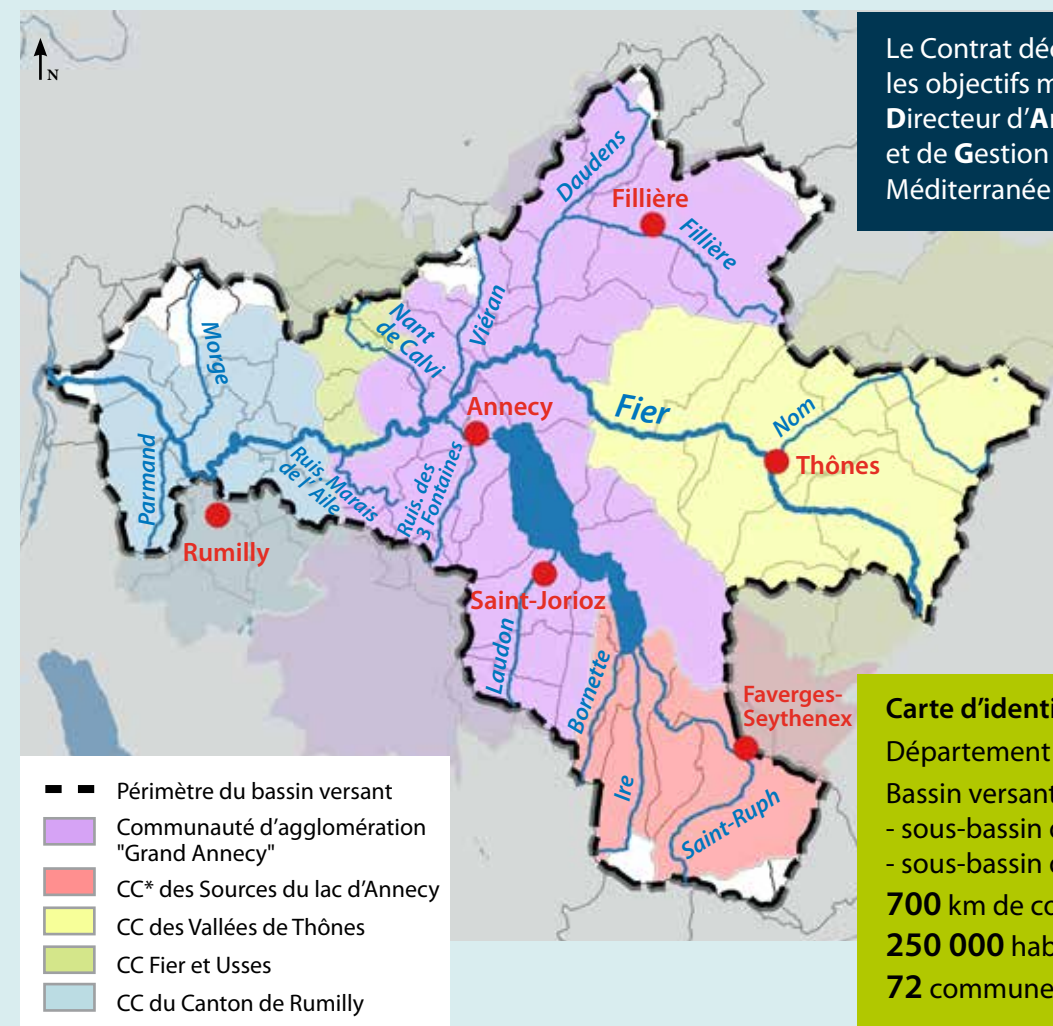 N
Le Contrat déc
les objectifs m
Directeur d'A
et de Gestion
Méditerranée
Daudens
Fillière
Fillière
Viéran
Nant
de Calvi
Morge
Annecy
Fier
Nom
Thônes
Parmand
Ruis. Marais
de l'Aile
Ruis. des
3 Fontaines
Rumilly
Saint-Jorioz
Laudon
Bornette
Ire
Saint-Ruph
Faverges-
Seythenex
Périmètre du bassin versant
Communauté d'agglomération
"Grand Annecy"
CC* des Sources du lac d'Annecy
CC des Vallées de Thônes
CC Fier et Usses
CC du Canton de Rumilly
Carte d'identi
Département
Bassin versant
- sous-bassin
- sous-bassin
700 km de co
250 000 hab
72 commune